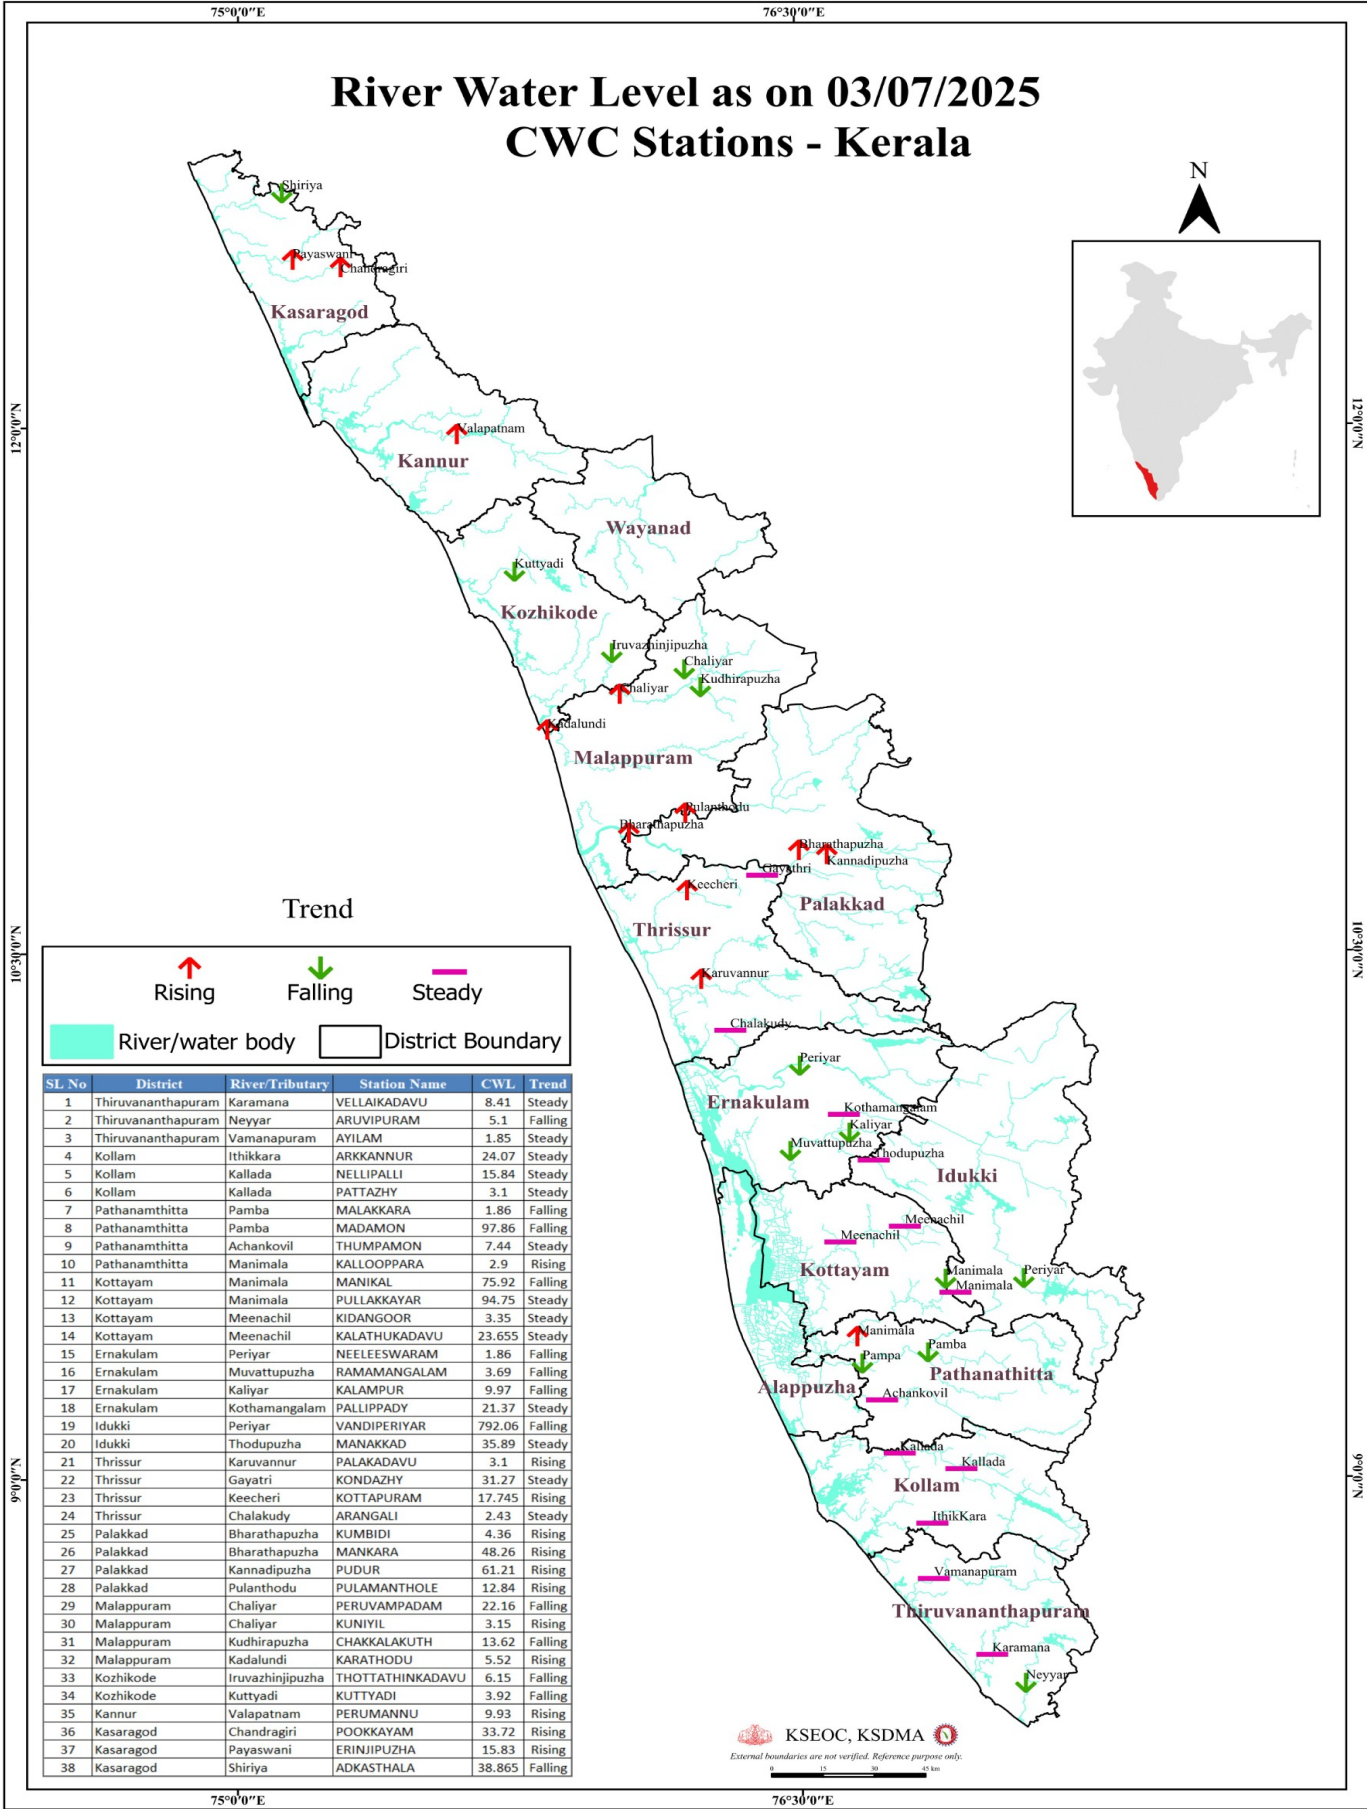 75°0'0"E 76°30'0"E
River Water Level as on 03/07/2025
CWC Stations - Kerala
N
Shiriya
Payaswani
Chandragiri
Kasaragod
12°0'0"N 12°0'0"N
Valapatnam
Kannur
Wayanad
Kuttyadi
Kozhikode
Iruvazhinjipuzha
Chaliyar
Kudhirapuzha
Chaliyar
Kadalundi
Malappuram
Pulanthodu
Bharathapuzha
Bharathapuzha
Kannadipuzha
Gayathri
Keecheri
Palakkad
Thrissur
10°30'0"N 10°30'0"N
Karuvannur
Chalakudy
Periyar
Ernakulam
Kothamangalam
Kaliyar
Muvattupuzha
Thodupuzha
Idukki
Meenachil
Meenachil
Kottayam
Manimala
Periyar
Manimala
Manimala
Pamba
Pampa
Pathanathitta
Alappuzha
Achankovil
Kallada
Kallada
9°0'0"N 9°0'0"N
Kollam
IthikKara
Vamanapuram
Thiruvananthapuram
Karamana
Neyyar
Trend
Rising Falling Steady
River/water body District Boundary
SL No District River/Tributary Station Name CWL Trend
1 Thiruvananthapuram Karamana VELLAIKADAVU 8.41 Steady
2 Thiruvananthapuram Neyyar ARUVIPURAM 5.1 Falling
3 Thiruvananthapuram Vamanapuram AYILAM 1.85 Steady
4 Kollam Ithikkara ARKKANNUR 24.07 Steady
5 Kollam Kallada NELLIPALLI 15.84 Steady
6 Kollam Kallada PATTAZHY 3.1 Steady
7 Pathanamthitta Pamba MALAKKARA 1.86 Falling
8 Pathanamthitta Pamba MADAMON 97.86 Falling
9 Pathanamthitta Achankovil THUMPAMON 7.44 Steady
10 Pathanamthitta Manimala KALLOOPPARA 2.9 Rising
11 Kottayam Manimala MANIKAL 75.92 Falling
12 Kottayam Manimala PULLAKKAYAR 94.75 Steady
13 Kottayam Meenachil KIDANGOOR 3.35 Steady
14 Kottayam Meenachil KALATHUKADAVU 23.655 Steady
15 Ernakulam Periyar NEELEESWARAM 1.86 Falling
16 Ernakulam Muvattupuzha RAMAMANGALAM 3.69 Falling
17 Ernakulam Kaliyar KALAMPUR 9.97 Falling
18 Ernakulam Kothamangalam PALLIPPADY 21.37 Steady
19 Idukki Periyar VANDIPERIYAR 792.06 Falling
20 Idukki Thodupuzha MANAKKAD 35.89 Steady
21 Thrissur Karuvannur PALAKADAVU 3.1 Rising
22 Thrissur Gayatri KONDAZHY 31.27 Steady
23 Thrissur Keecheri KOTTAPURAM 17.745 Rising
24 Thrissur Chalakudy ARANGALI 2.43 Steady
25 Palakkad Bharathapuzha KUMBIDI 4.36 Rising
26 Palakkad Bharathapuzha MANKARA 48.26 Rising
27 Palakkad Kannadipuzha PUDUR 61.21 Rising
28 Palakkad Pulanthodu PULAMANTHOLE 12.84 Rising
29 Malappuram Chaliyar PERUVAMPADAM 22.16 Falling
30 Malappuram Chaliyar KUNIYIL 3.15 Rising
31 Malappuram Kudhirapuzha CHAKKALAKUTH 13.62 Falling
32 Malappuram Kadalundi KARATHODU 5.52 Rising
33 Kozhikode Iruvazhinjipuzha THOTTATHINKADAVU 6.15 Falling
34 Kozhikode Kuttyadi KUTTYADI 3.92 Falling
35 Kannur Valapatnam PERUMANNU 9.93 Rising
36 Kasaragod Chandragiri POOKKAYAM 33.72 Rising
37 Kasaragod Payaswani ERINJIPUZHA 15.83 Rising
38 Kasaragod Shiriya ADKASTHALA 38.865 Falling
KSEOC, KSDMA
External boundaries are not verified. Reference purpose only.
0 15 30 45 km
75°0'0"E 76°30'0"E